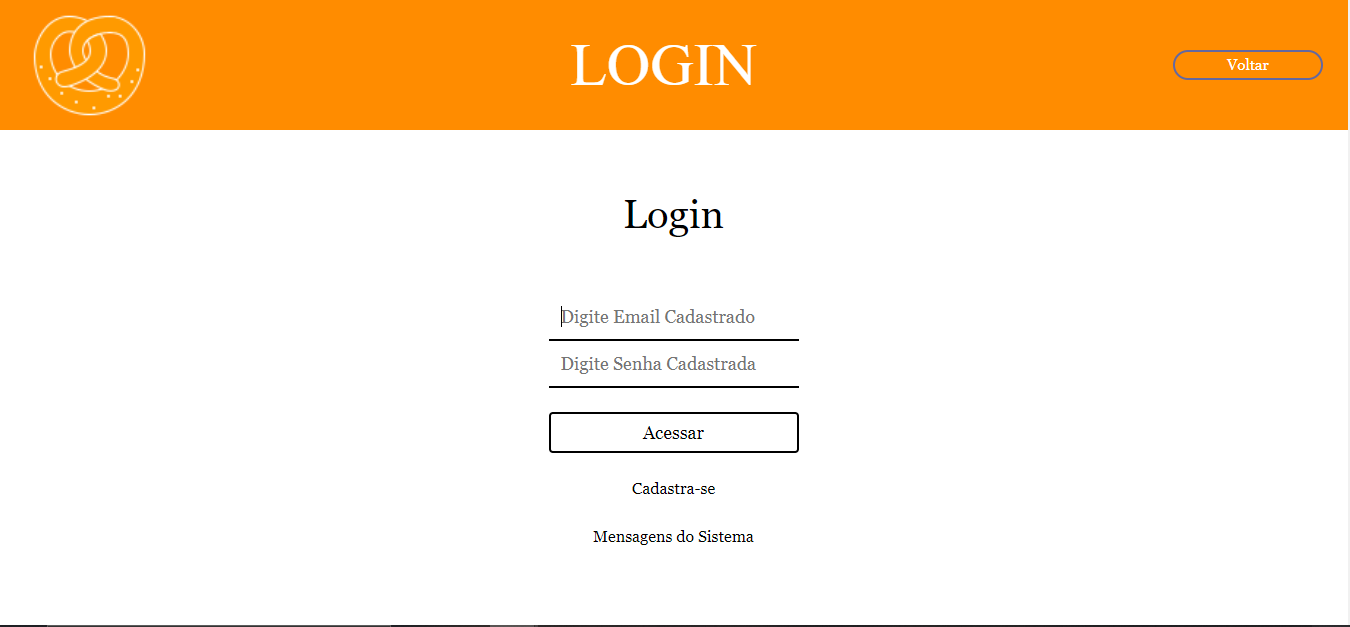 LOGIN
Voltar
Login
Digite Email Cadastrado
Digite Senha Cadastrada
Acessar
Cadastra-se
Mensagens do Sistema